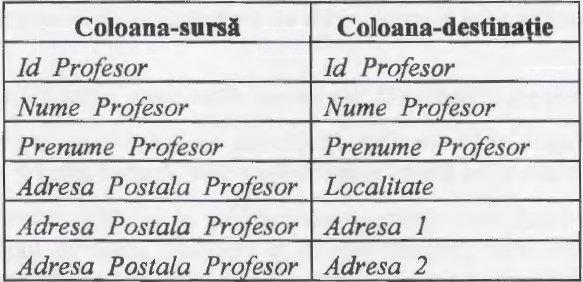 Coloana-sursă Coloana-destinație
Id Profesor Id Profesor
Nume Profesor Nume Profesor
Prenume Profesor Prenume Profesor
Adresa Postala Profesor Localitate
Adresa Postala Profesor Adresa 1
Adresa Postala Profesor Adresa 2